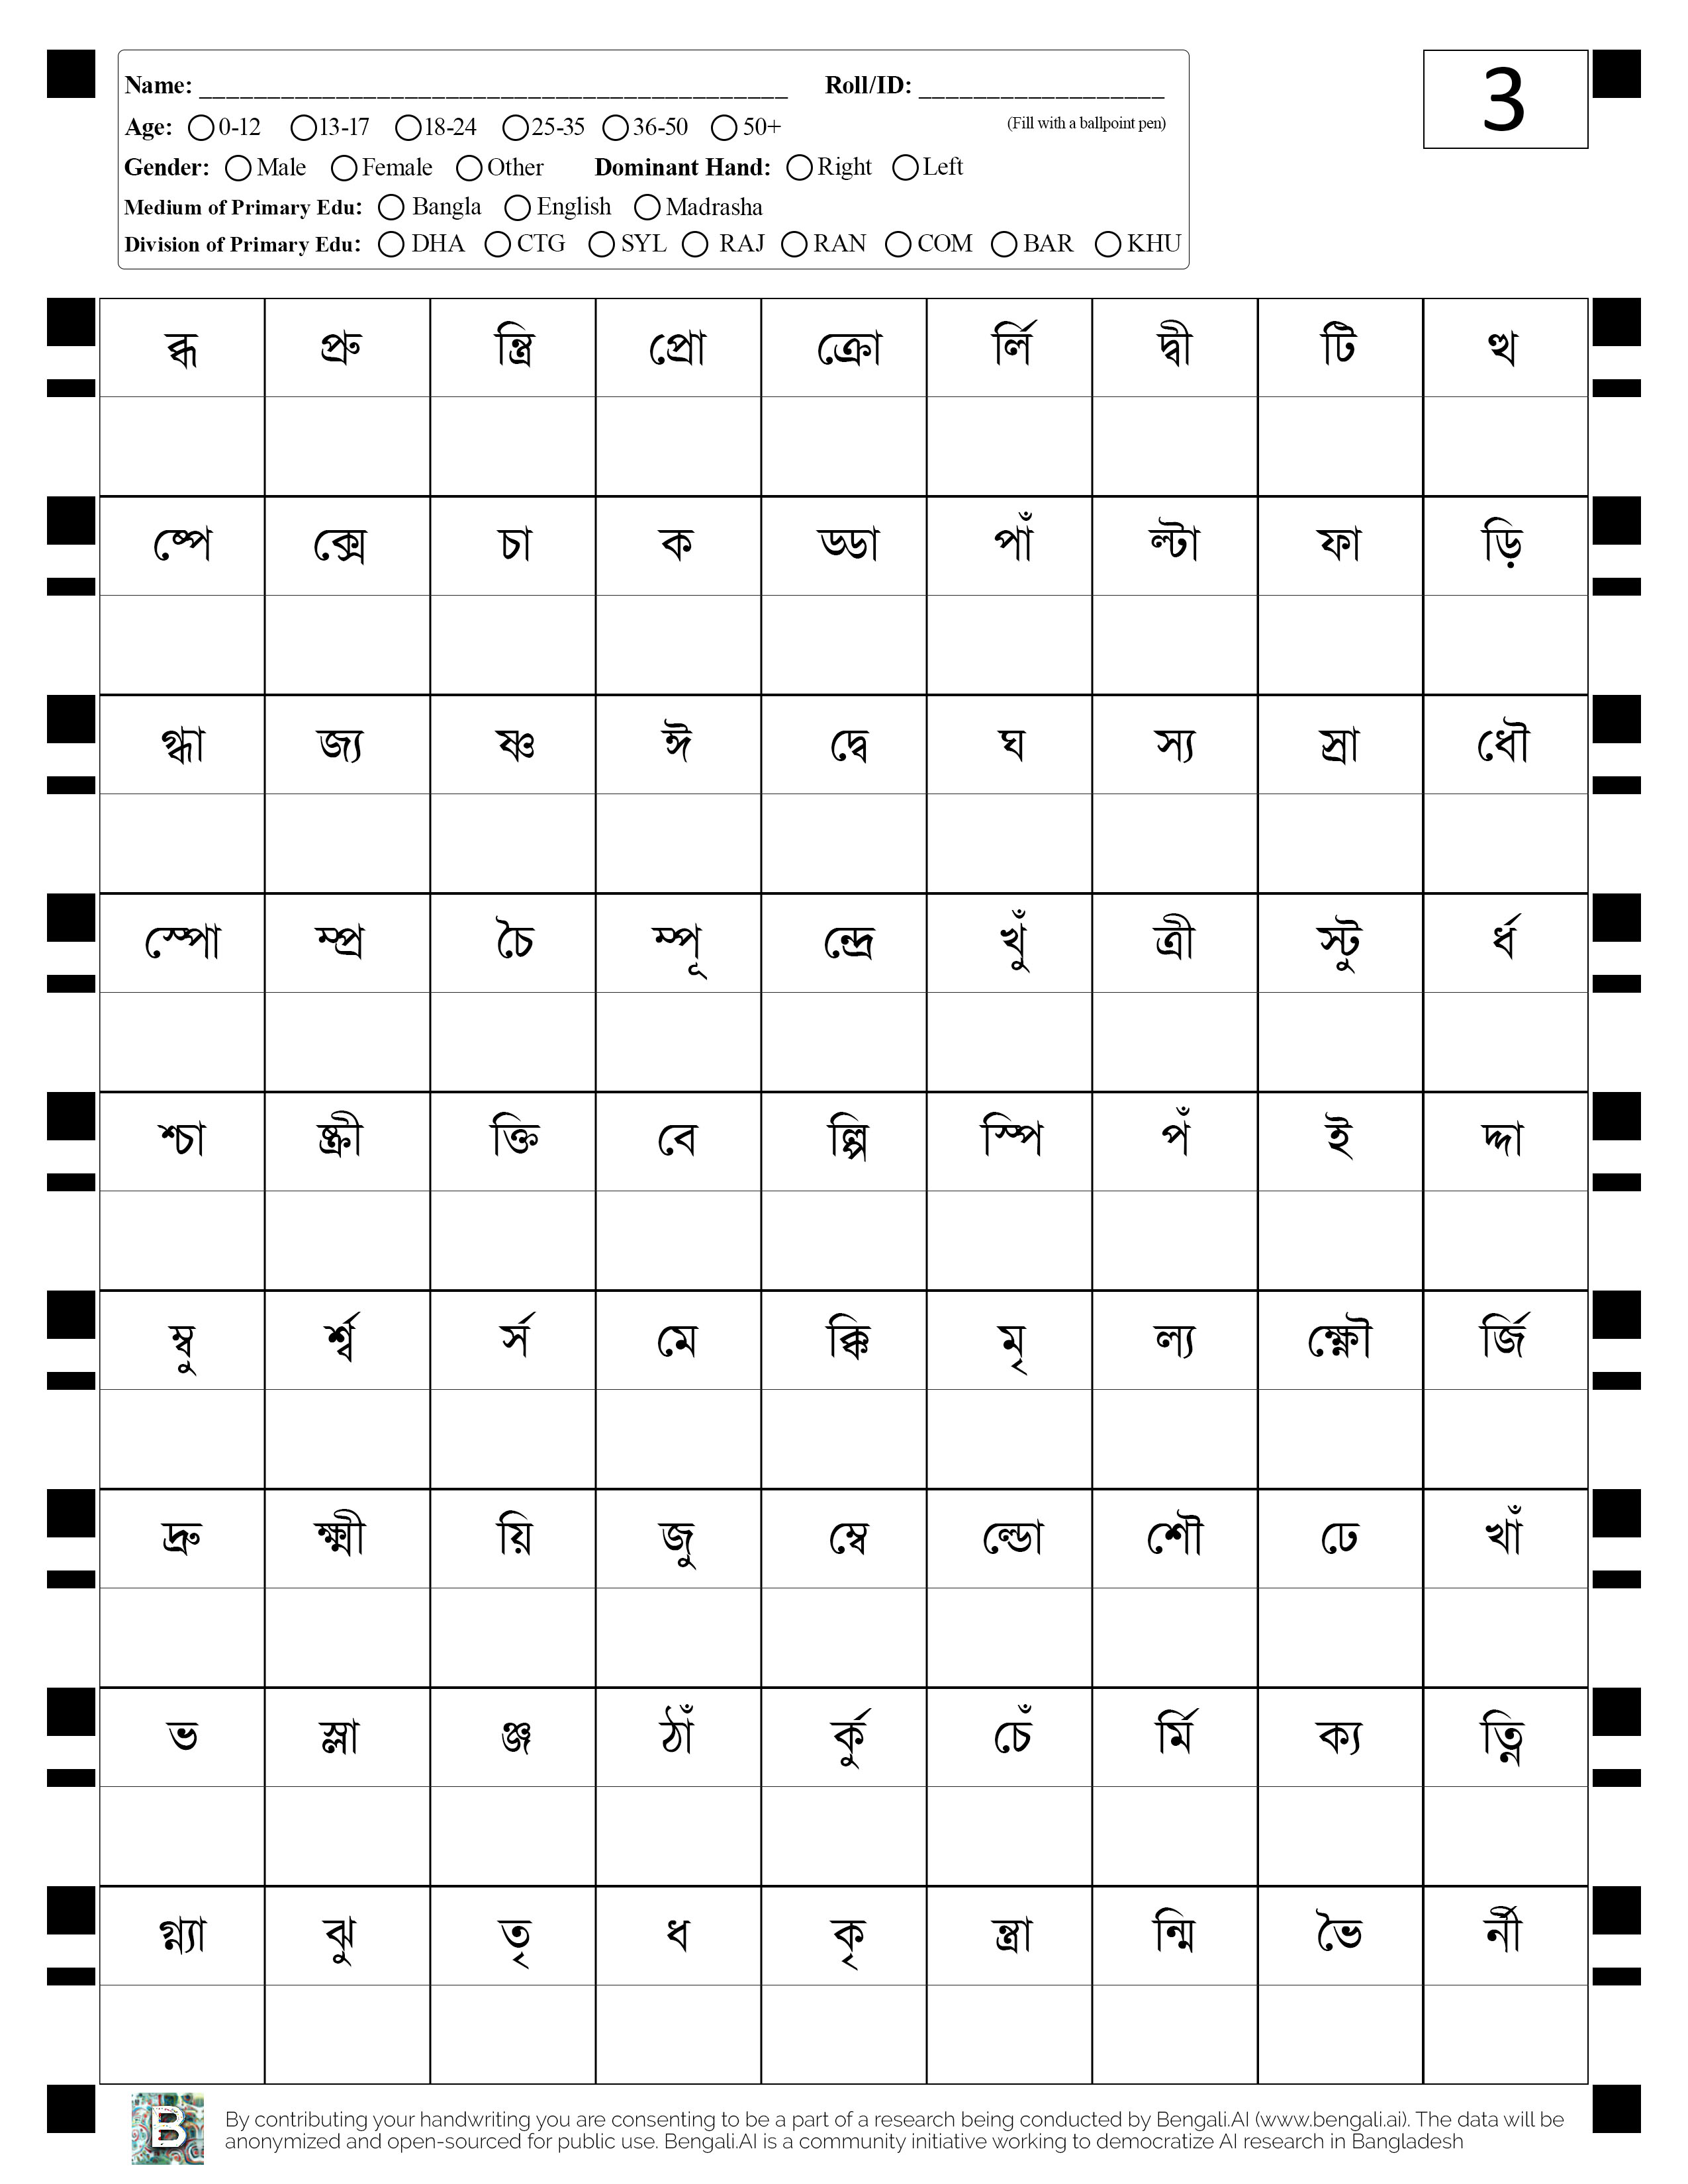 Name: ____________________________________________ Roll/ID: __________________
3
Age: 0-12 13-17 18-24 25-35 36-50 50+ (Fill with a ballpoint pen)
Gender: Male Female Other Dominant Hand: Right Left
Medium of Primary Edu: Bangla English Madrasha
Division of Primary Edu: DHA CTG SYL RAJ RAN COM BAR KHU
ব্ধ প্রু ন্ত্রি প্রো ক্রো র্লি দ্বী টি ত্থ
ষ্পে ক্সে চা ক ড্ডা পাঁ ল্টা ফা ড়ি
গ্ধা জ্য ষ্ণ ঈ দ্বে ঘ স্য স্রা ধৌ
স্পো ম্প্র চৈ ম্পূ ন্দ্রে খুঁ ত্রী স্টু র্ধ
শ্চা ষ্ক্রী ক্তি বে ল্পি স্পি পঁ ই দ্দা
ম্বু র্শ্ব র্স মে ক্কি মৃ ল্য ক্ষ্ণৌ র্জি
দ্রু ক্ষ্মী য়ি জু ম্বে ল্ডো শৌ ঢে খাঁ
ভ স্লা ঞ্জ ঠাঁ র্কু চেঁ র্মি ক্য ত্নি
গ্ন্যা ঝু তৃ ধ কৃ ন্ত্রা ন্মি ভৈ র্নী
B By contributing your handwriting you are consenting to be a part of a research being conducted by Bengali.AI (www.bengali.ai). The data will be
anonymized and open-sourced for public use. Bengali.AI is a community initiative working to democratize AI research in Bangladesh